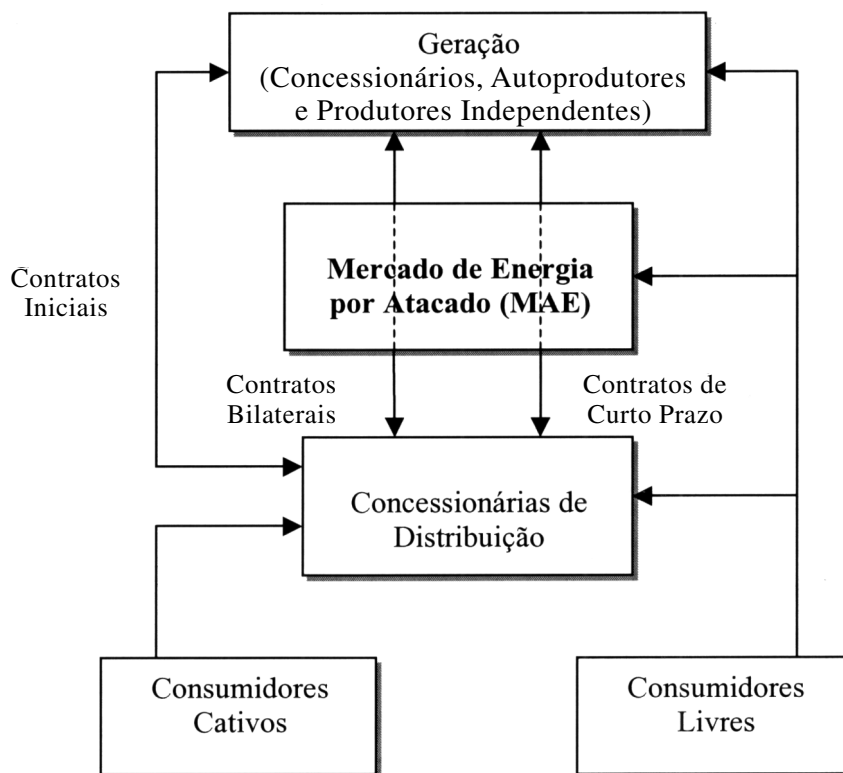 Geração
(Concessionários, Autoprodutores
e Produtores Independentes)
Mercado de Energia
por Atacado (MAE)
Contratos
Iniciais
Contratos
Bilaterais
Contratos de
Curto Prazo
Concessionárias de
Distribuição
Consumidores
Cativos
Consumidores
Livres